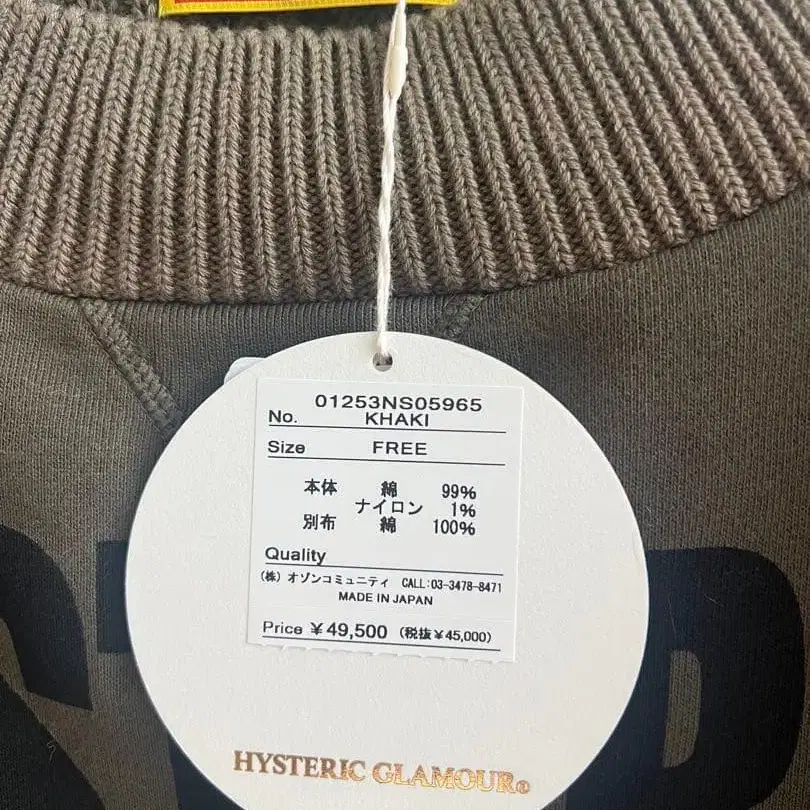 01253NS05965
No. KHAKI
Size FREE
本体 綿 99%
ナイロン 1%
別布 綿 100%
Quality
(株) オゾンコミュニティ CALL:03-3478-8471
MADE IN JAPAN
Price ¥49,500 (税抜¥45,000)
HYSTERIC GLAMOUR®